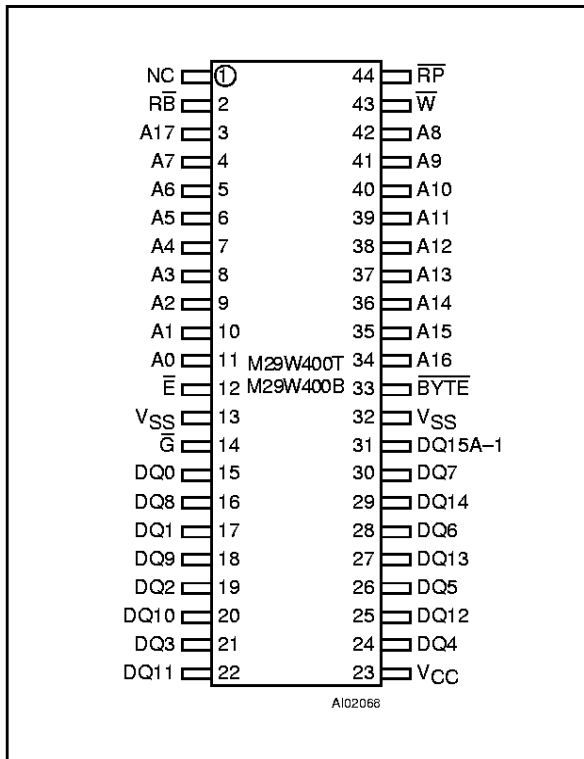 NC 1 44 R̅P̅
RB̅ 2 43 W̅
A17 3 42 A8
A7 4 41 A9
A6 5 40 A10
A5 6 39 A11
A4 7 38 A12
A3 8 37 A13
A2 9 36 A14
A1 10 35 A15
A0 11 M29W400T 34 A16
E̅ 12 M29W400B 33 B̅Y̅T̅E̅
VSS 13 32 VSS
G̅ 14 31 DQ15A–1
DQ0 15 30 DQ7
DQ8 16 29 DQ14
DQ1 17 28 DQ6
DQ9 18 27 DQ13
DQ2 19 26 DQ5
DQ10 20 25 DQ12
DQ3 21 24 DQ4
DQ11 22 23 VCC
AI02066